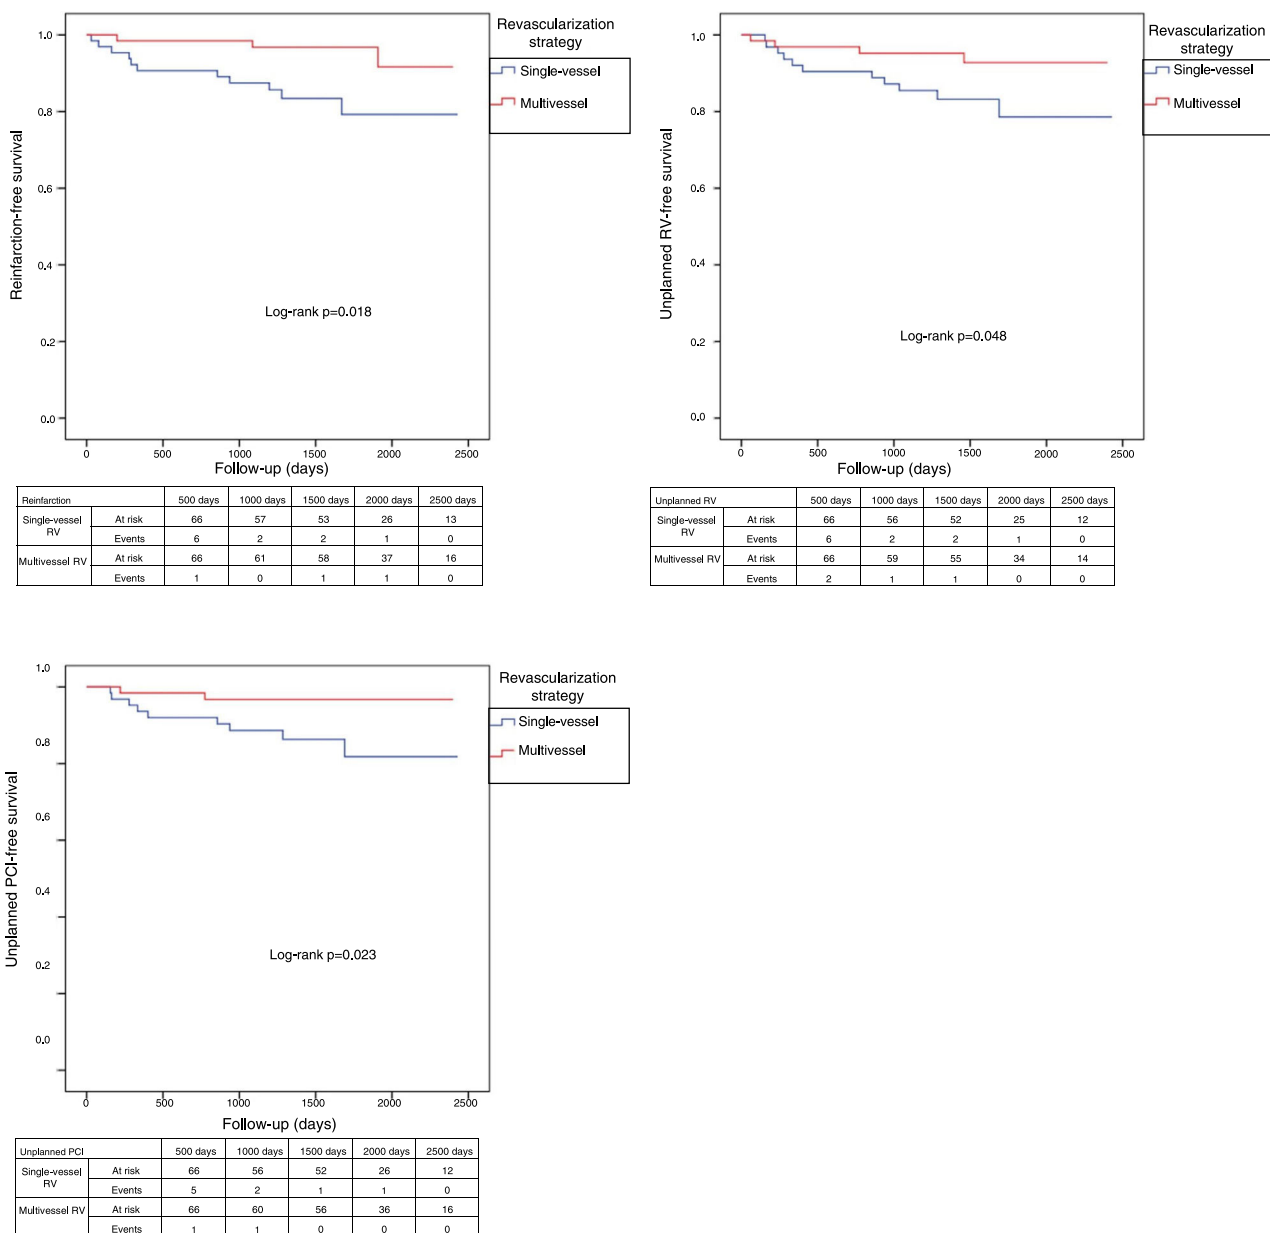 Revascularization
strategy
Single-vessel
Multivessel
1.0
0.8
0.6
0.4
0.2
0.0
Reinfarction-free survival
Log-rank p=0.018
0 500 1000 1500 2000 2500
Follow-up (days)
Reinfarction 500 days 1000 days 1500 days 2000 days 2500 days
Single-vessel RV At risk 66 57 53 26 13
Events 6 2 2 1 0
Multivessel RV At risk 66 61 58 37 16
Events 1 0 1 1 0
Revascularization
strategy
Single-vessel
Multivessel
1.0
0.8
0.6
0.4
0.2
0.0
Unplanned RV-free survival
Log-rank p=0.048
0 500 1000 1500 2000 2500
Follow-up (days)
Unplanned RV 500 days 1000 days 1500 days 2000 days 2500 days
Single-vessel RV At risk 66 56 52 25 12
Events 6 2 2 1 0
Multivessel RV At risk 66 59 55 34 14
Events 2 1 1 0 0
Revascularization
strategy
Single-vessel
Multivessel
1.0
0.8
0.6
0.4
0.2
0.0
Unplanned PCI-free survival
Log-rank p=0.023
0 500 1000 1500 2000 2500
Follow-up (days)
Unplanned PCI 500 days 1000 days 1500 days 2000 days 2500 days
Single-vessel RV At risk 66 56 52 26 12
Events 5 2 1 1 0
Multivessel RV At risk 66 60 56 36 16
Events 1 1 0 0 0